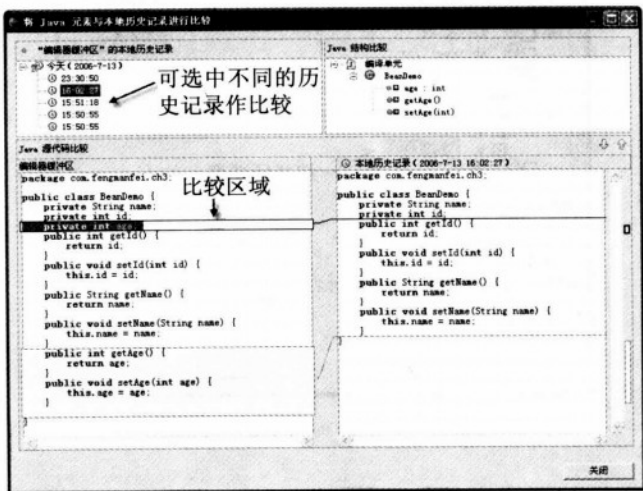 将 Java 元素与本地历史记录进行比较
“编辑器缓冲区”的本地历史记录
今天(2006-7-13)
23:30:50
16:02:27
15:51:18
15:50:55
15:50:55
可选中不同的历
史记录作比较
Java 结构比较
编译单元
BeanDemo
age : int
getAge()
setAge(int)
Java 源代码比较
编辑器缓冲区
package com.fengmanfei.ch3;
public class BeanDemo {
private String name;
private int id;
private int age;
public int getId() {
return id;
}
public void setId(int id) {
this.id = id;
}
public String getName() {
return name;
}
public void setName(String name) {
this.name = name;
}
public int getAge() {
return age;
}
public void setAge(int age) {
this.age = age;
}
}
比较区域
本地历史记录(2006-7-13 16:02:27)
package com.fengmanfei.ch3;
public class BeanDemo {
private String name;
private int id;
public int getId() {
return id;
}
public void setId(int id) {
this.id = id;
}
public String getName() {
return name;
}
public void setName(String name) {
this.name = name;
}
}
关闭